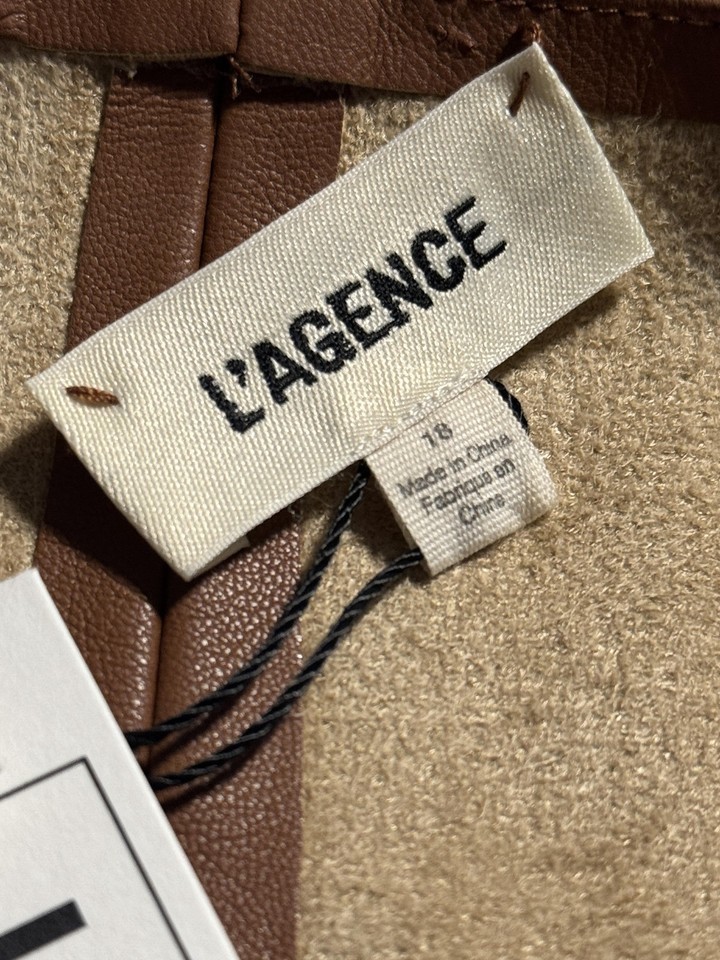 L'AGENCE
18
Made in China
Fabriqué en
Chine